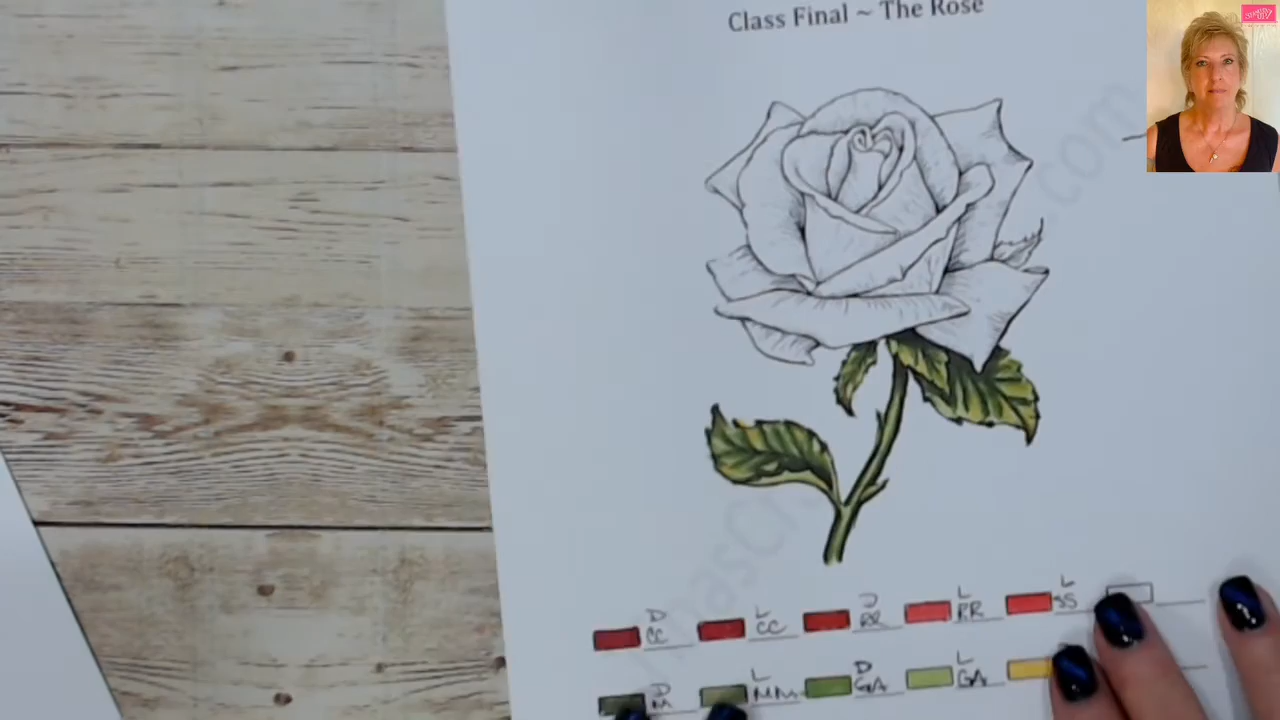 Class Final ~ The Rose
D L D L L
CC CC RR RR SS
D L D L
M MM GA GA